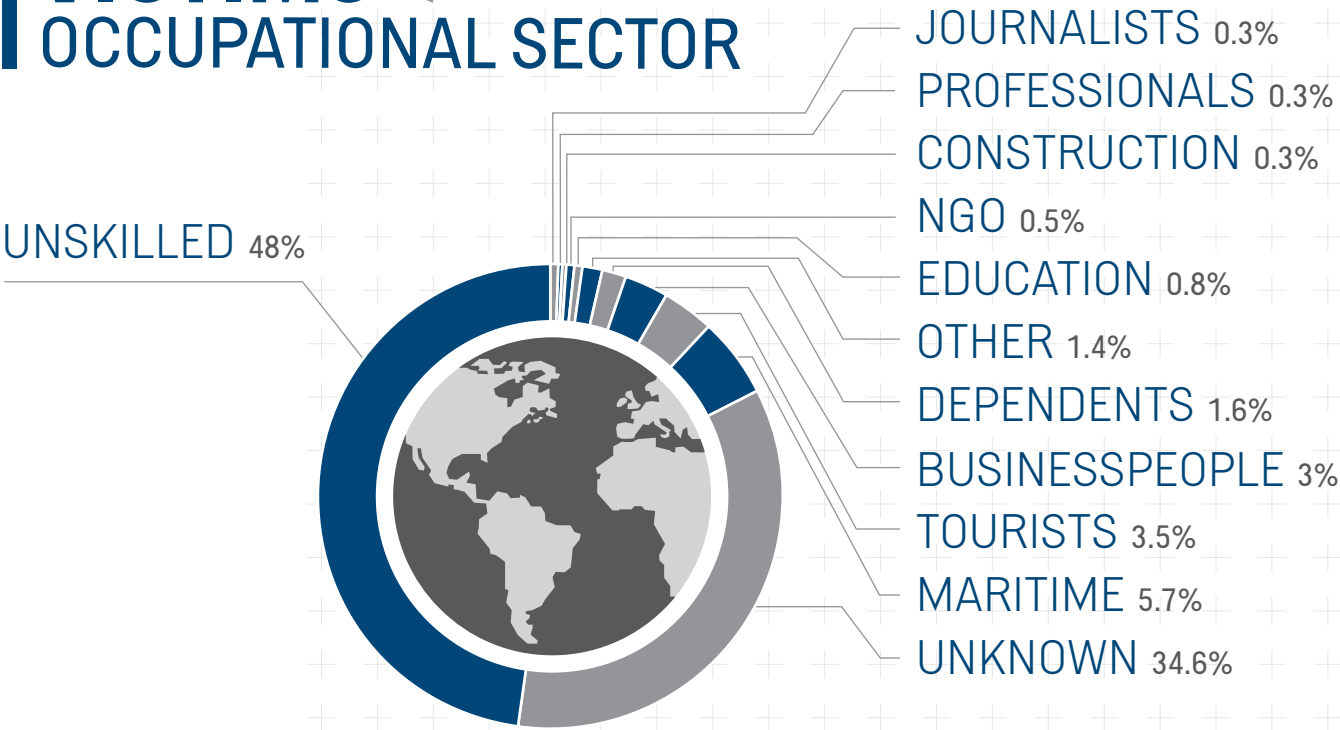 OCCUPATIONAL SECTOR
JOURNALISTS 0.3%
PROFESSIONALS 0.3%
CONSTRUCTION 0.3%
NGO 0.5%
UNSKILLED 48%
EDUCATION 0.8%
OTHER 1.4%
DEPENDENTS 1.6%
BUSINESSPEOPLE 3%
TOURISTS 3.5%
MARITIME 5.7%
UNKNOWN 34.6%